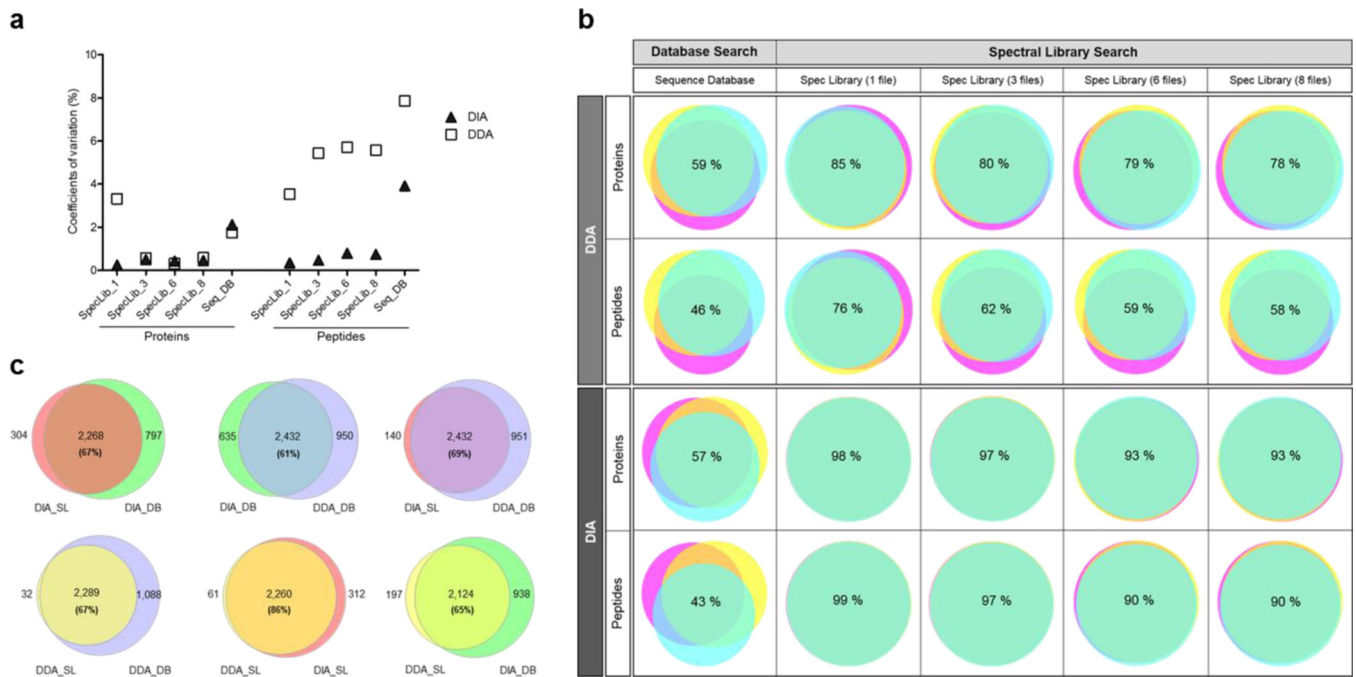 a
10
8
6
4
2
0
Coefficients of variation (%)
DIA
DDA
SpecLib_1
SpecLib_3
SpecLib_6
SpecLib_8
Seq_DB
SpecLib_1
SpecLib_3
SpecLib_6
SpecLib_8
Seq_DB
Proteins
Peptides
b
Database Search
Spectral Library Search
Sequence Database
Spec Library (1 file)
Spec Library (3 files)
Spec Library (6 files)
Spec Library (8 files)
DDA
Proteins
59 %
85 %
80 %
79 %
78 %
Peptides
46 %
76 %
62 %
59 %
58 %
DIA
Proteins
57 %
98 %
97 %
93 %
93 %
Peptides
43 %
99 %
97 %
90 %
90 %
c
304
2,268
(67%)
797
DIA_SL
DIA_DB
635
2,432
(61%)
950
DIA_DB
DDA_DB
140
2,432
(69%)
951
DIA_SL
DDA_DB
32
2,289
(67%)
1,088
DDA_SL
DDA_DB
61
2,260
(86%)
312
DDA_SL
DIA_SL
197
2,124
(65%)
938
DDA_SL
DIA_DB